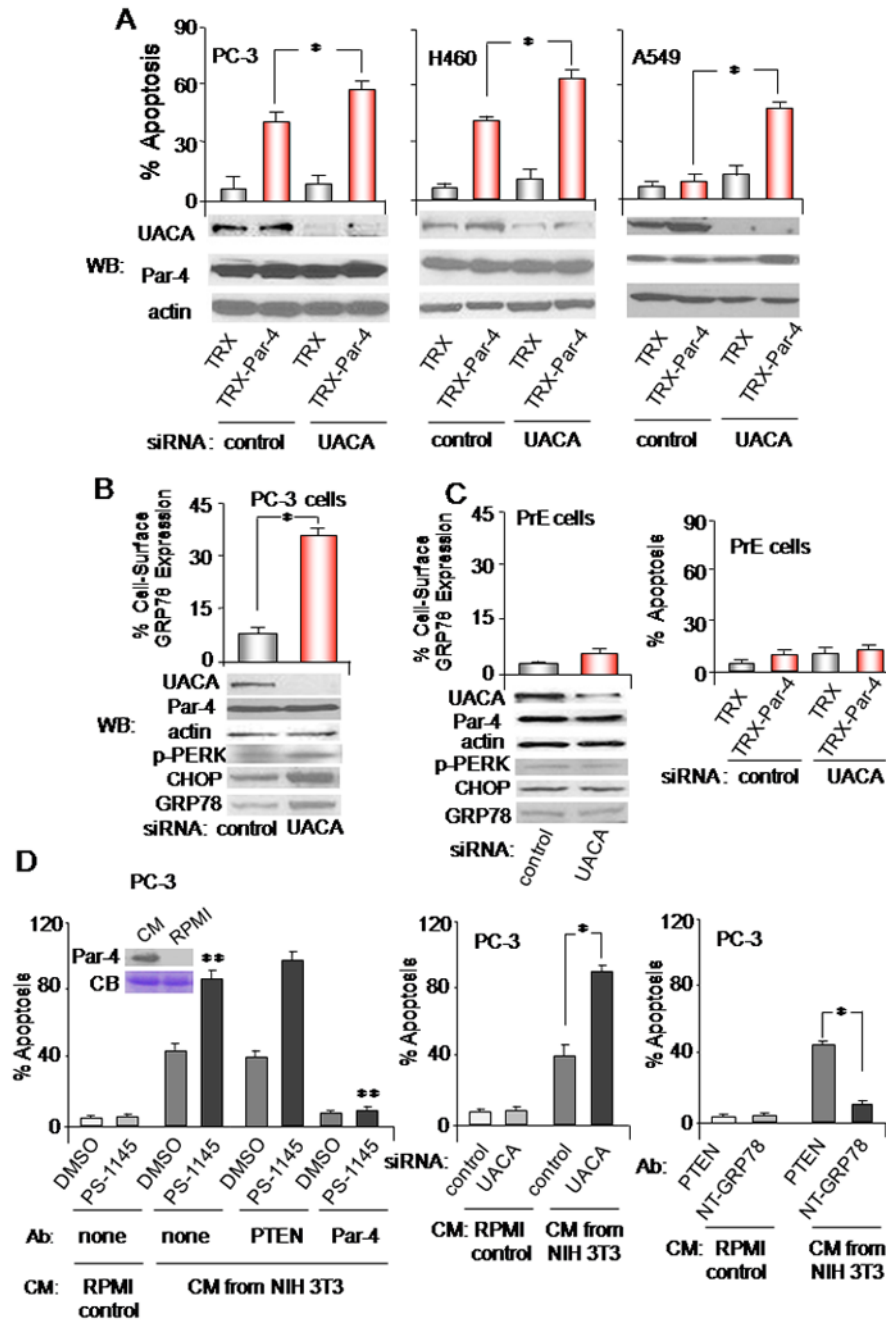 A
% Apoptosis
90
60
30
0
PC-3
*
H460
*
A549
*
WB:
UACA
Par-4
actin
TRX
TRX-Par-4
TRX
TRX-Par-4
TRX
TRX-Par-4
TRX
TRX-Par-4
TRX
TRX-Par-4
TRX
TRX-Par-4
siRNA: control UACA control UACA control UACA
B
% Cell-Surface
GRP78 Expression
45
30
15
0
PC-3 cells
*
WB:
UACA
Par-4
actin
p-PERK
CHOP
GRP78
siRNA: control UACA
C
% Cell-Surface
GRP78 Expression
45
30
15
0
PrE cells
UACA
Par-4
actin
p-PERK
CHOP
GRP78
siRNA:
control
UACA
% Apoptosis
90
60
30
0
PrE cells
TRX
TRX-Par-4
TRX
TRX-Par-4
siRNA: control UACA
D
PC-3
% Apoptosis
120
80
40
0
CM
RPMI
Par-4
CB
**
**
DMSO
PS-1145
DMSO
PS-1145
DMSO
PS-1145
DMSO
PS-1145
Ab: none none PTEN Par-4
CM: RPMI control CM from NIH 3T3
% Apoptosis
120
80
40
0
PC-3
*
siRNA:
control
UACA
control
UACA
CM: RPMI control CM from NIH 3T3
% Apoptosis
120
80
40
0
PC-3
*
Ab:
PTEN
NT-GRP78
PTEN
NT-GRP78
CM: RPMI control CM from NIH 3T3